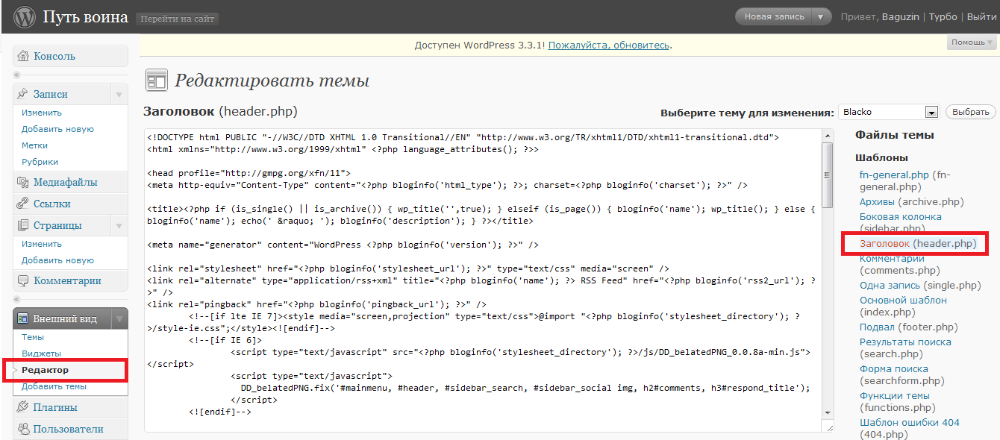 Путь воина Перейти на сайт Новая запись Привет, Baguzin | Турбо | Выйти
Доступен WordPress 3.3.1! Пожалуйста, обновитесь. Помощь
Консоль
Записи
Изменить
Добавить новую
Метки
Рубрики
Медиафайлы
Ссылки
Страницы
Изменить
Добавить новую
Комментарии
Внешний вид
Темы
Виджеты
Редактор
Добавить темы
Плагины
Пользователи
Редактировать темы
Заголовок (header.php) Выберите тему для изменения: Blacko Выбрать
<!DOCTYPE html PUBLIC "-//W3C//DTD XHTML 1.0 Transitional//EN" "http://www.w3.org/TR/xhtml1/DTD/xhtml1-transitional.dtd">
<html xmlns="http://www.w3.org/1999/xhtml" <?php language_attributes(); ?>>
<head profile="http://gmpg.org/xfn/11">
<meta http-equiv="Content-Type" content="<?php bloginfo('html_type'); ?>; charset=<?php bloginfo('charset'); ?>" />
<title><?php if (is_single() || is_archive()) { wp_title('',true); } elseif (is_page()) { bloginfo('name'); wp_title(); } else {
bloginfo('name'); echo(' &raquo; '); bloginfo('description'); } ?></title>
<meta name="generator" content="WordPress <?php bloginfo('version'); ?>" />
<link rel="stylesheet" href="<?php bloginfo('stylesheet_url'); ?>" type="text/css" media="screen" />
<link rel="alternate" type="application/rss+xml" title="<?php bloginfo('name'); ?> RSS Feed" href="<?php bloginfo('rss2_url'); ?
>" />
<link rel="pingback" href="<?php bloginfo('pingback_url'); ?>" />
<!--[if lte IE 7]><style media="screen,projection" type="text/css">@import "<?php bloginfo('stylesheet_directory'); ?
>/style-ie.css";</style><![endif]-->
<!--[if IE 6]>
<script type="text/javascript" src="<?php bloginfo('stylesheet_directory'); ?>/js/DD_belatedPNG_0.0.8a-min.js">
</script>
<script type="text/javascript">
DD_belatedPNG.fix('#mainmenu, #header, #sidebar_search, #sidebar_social img, h2#comments, h3#respond_title');
</script>
<![endif]-->
Файлы темы
Шаблоны
fn-general.php (fn-
general.php)
Архивы (archive.php)
Боковая колонка
(sidebar.php)
Заголовок (header.php)
Комментарии
(comments.php)
Одна запись (single.php)
Основной шаблон
(index.php)
Подвал (footer.php)
Результаты поиска
(search.php)
Форма поиска
(searchform.php)
Функции темы
(functions.php)
Шаблон ошибки 404
(404.php)